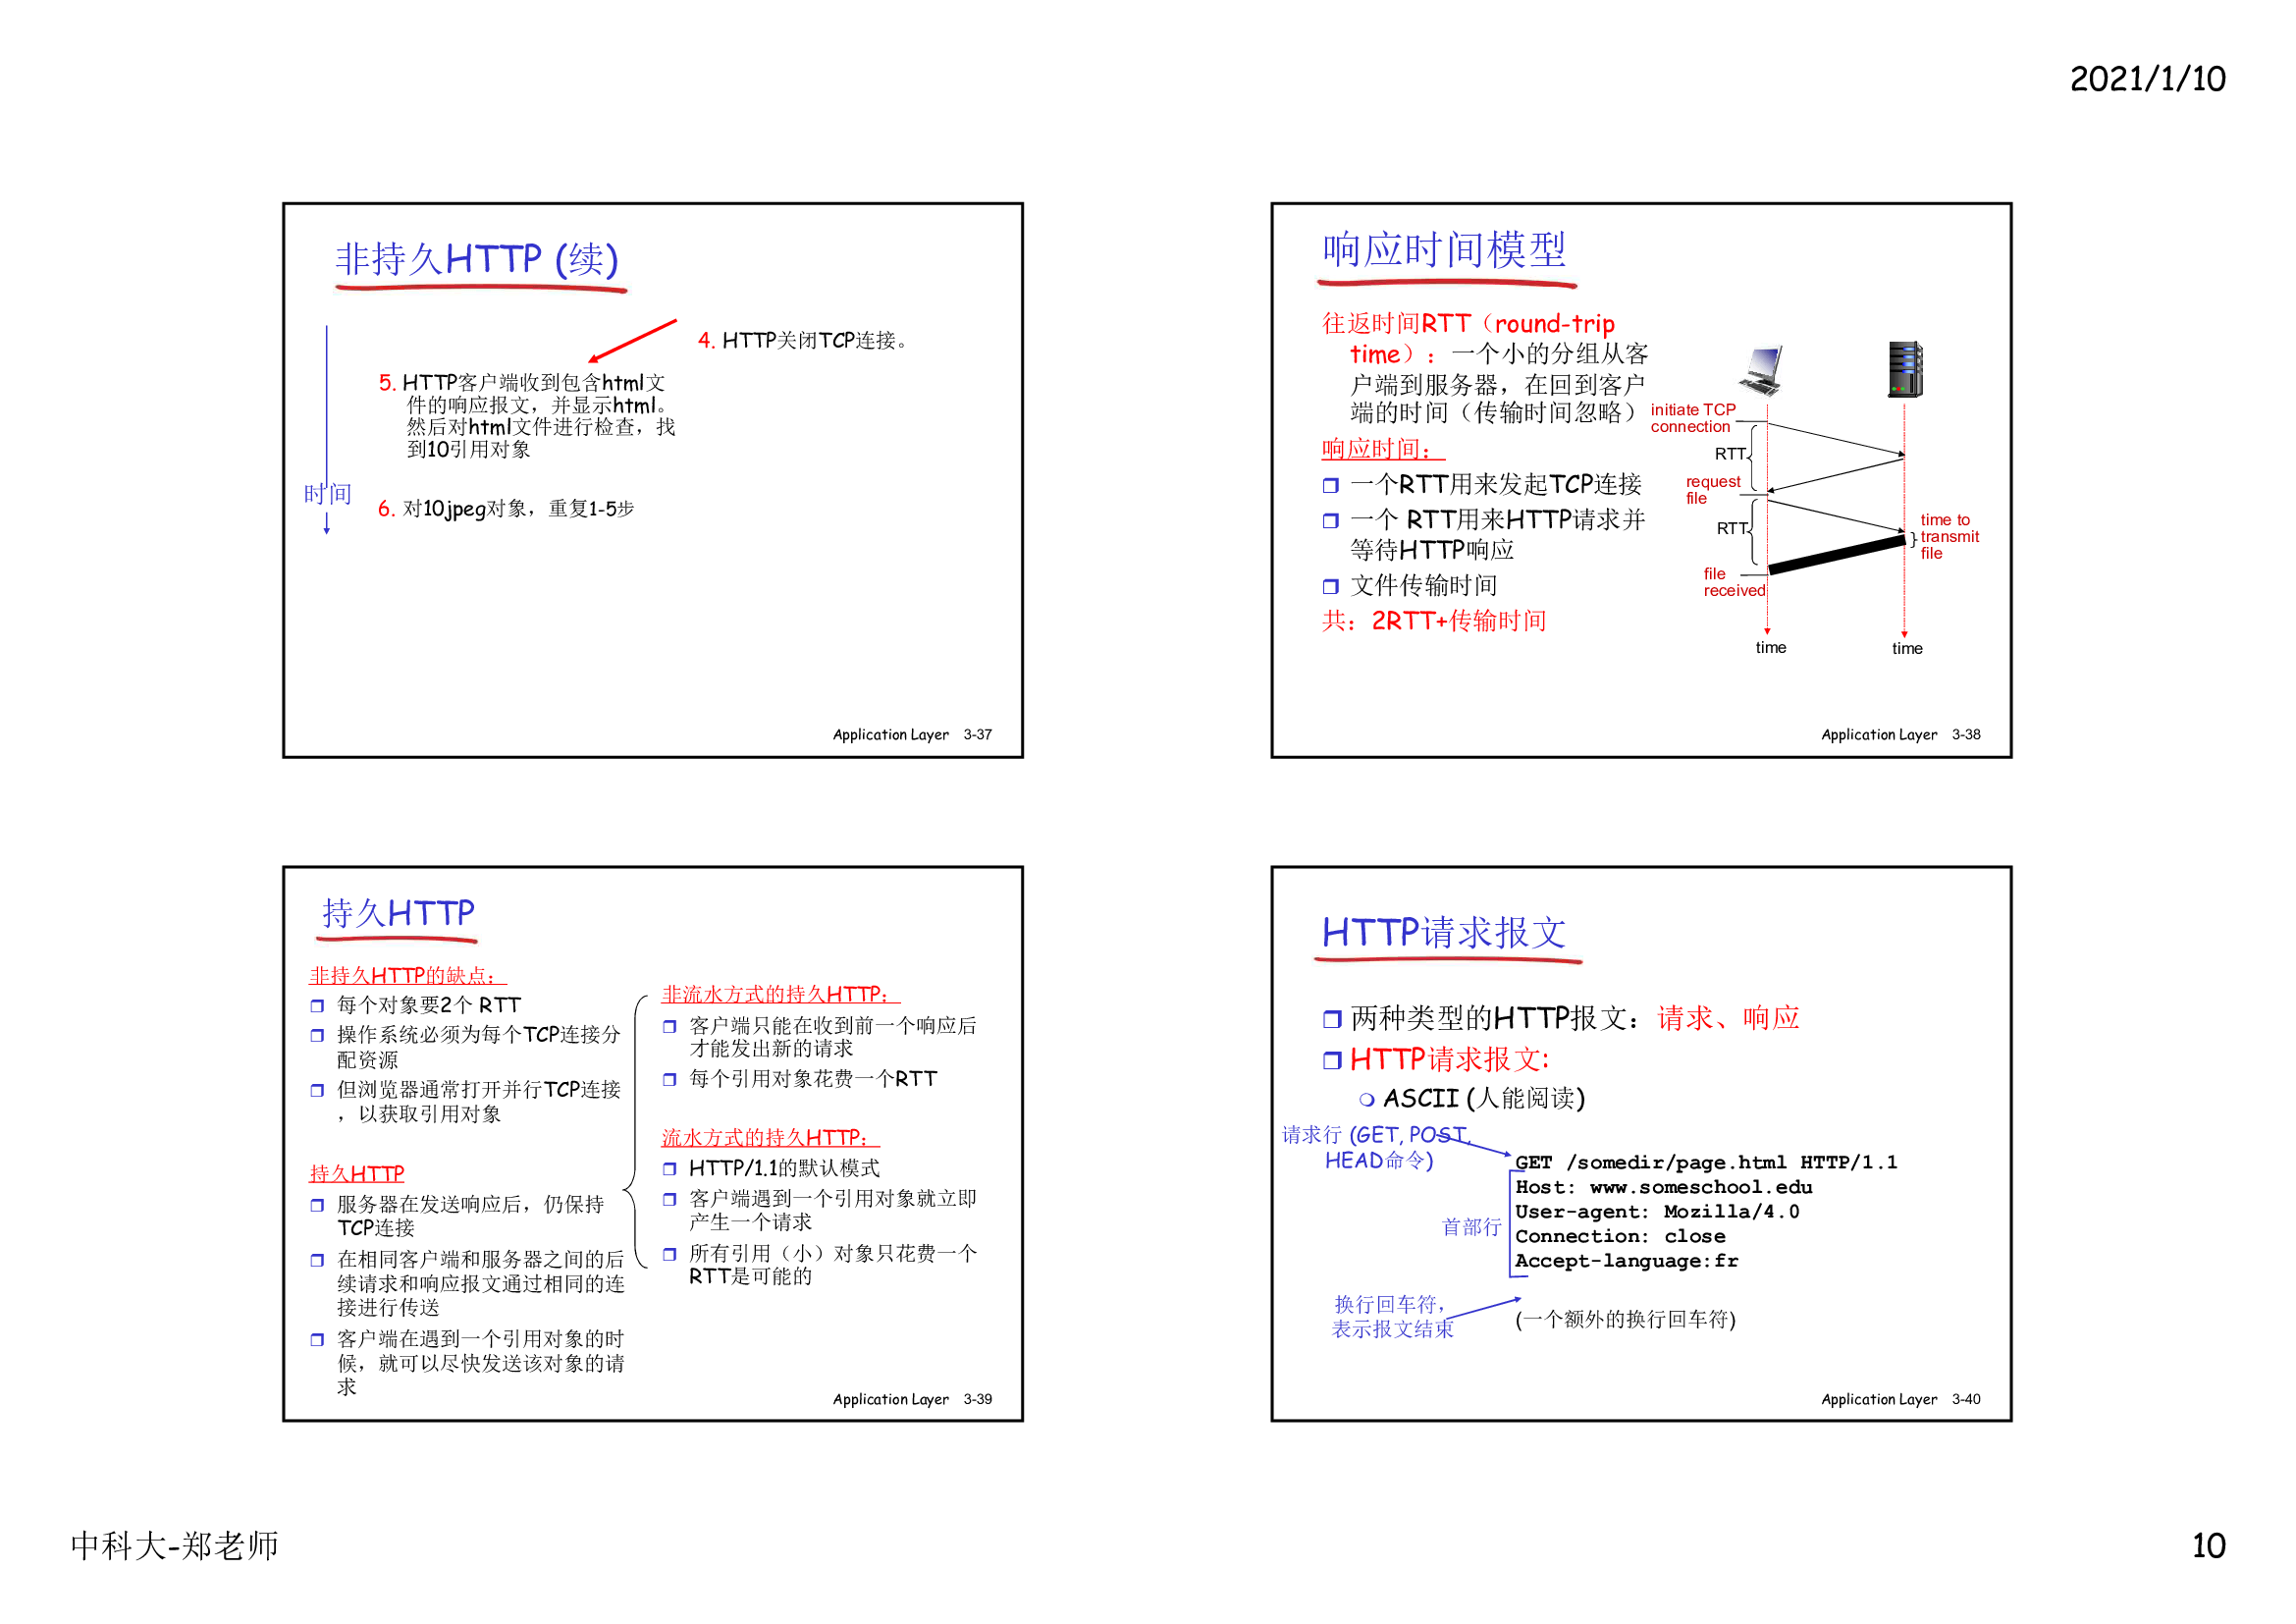 2021/1/10
非持久HTTP (续)
4. HTTP关闭TCP连接。
5. HTTP客户端收到包含html文
件的响应报文，并显示html。
然后对html文件进行检查，找
到10引用对象
时间
6. 对10jpeg对象，重复1-5步
Application Layer 3-37
响应时间模型
往返时间RTT（round-trip
time）：一个小的分组从客
户端到服务器，在回到客户
端的时间（传输时间忽略）
响应时间：
一个RTT用来发起TCP连接
一个 RTT用来HTTP请求并
等待HTTP响应
文件传输时间
共：2RTT+传输时间
initiate TCP
connection
RTT
request
file
RTT
time to
transmit
file
file
received
time
time
Application Layer 3-38
持久HTTP
非持久HTTP的缺点：
每个对象要2个 RTT
操作系统必须为每个TCP连接分
配资源
但浏览器通常打开并行TCP连接
，以获取引用对象
持久HTTP
服务器在发送响应后，仍保持
TCP连接
在相同客户端和服务器之间的后
续请求和响应报文通过相同的连
接进行传送
客户端在遇到一个引用对象的时
候，就可以尽快发送该对象的请
求
非流水方式的持久HTTP：
客户端只能在收到前一个响应后
才能发出新的请求
每个引用对象花费一个RTT
流水方式的持久HTTP：
HTTP/1.1的默认模式
客户端遇到一个引用对象就立即
产生一个请求
所有引用（小）对象只花费一个
RTT是可能的
Application Layer 3-39
HTTP请求报文
两种类型的HTTP报文：请求、响应
HTTP请求报文:
ASCII (人能阅读)
请求行 (GET, POST,
HEAD命令)
GET /somedir/page.html HTTP/1.1
Host: www.someschool.edu
User-agent: Mozilla/4.0
Connection: close
Accept-language:fr
首部行
换行回车符，
表示报文结束
(一个额外的换行回车符)
Application Layer 3-40
中科大-郑老师
10